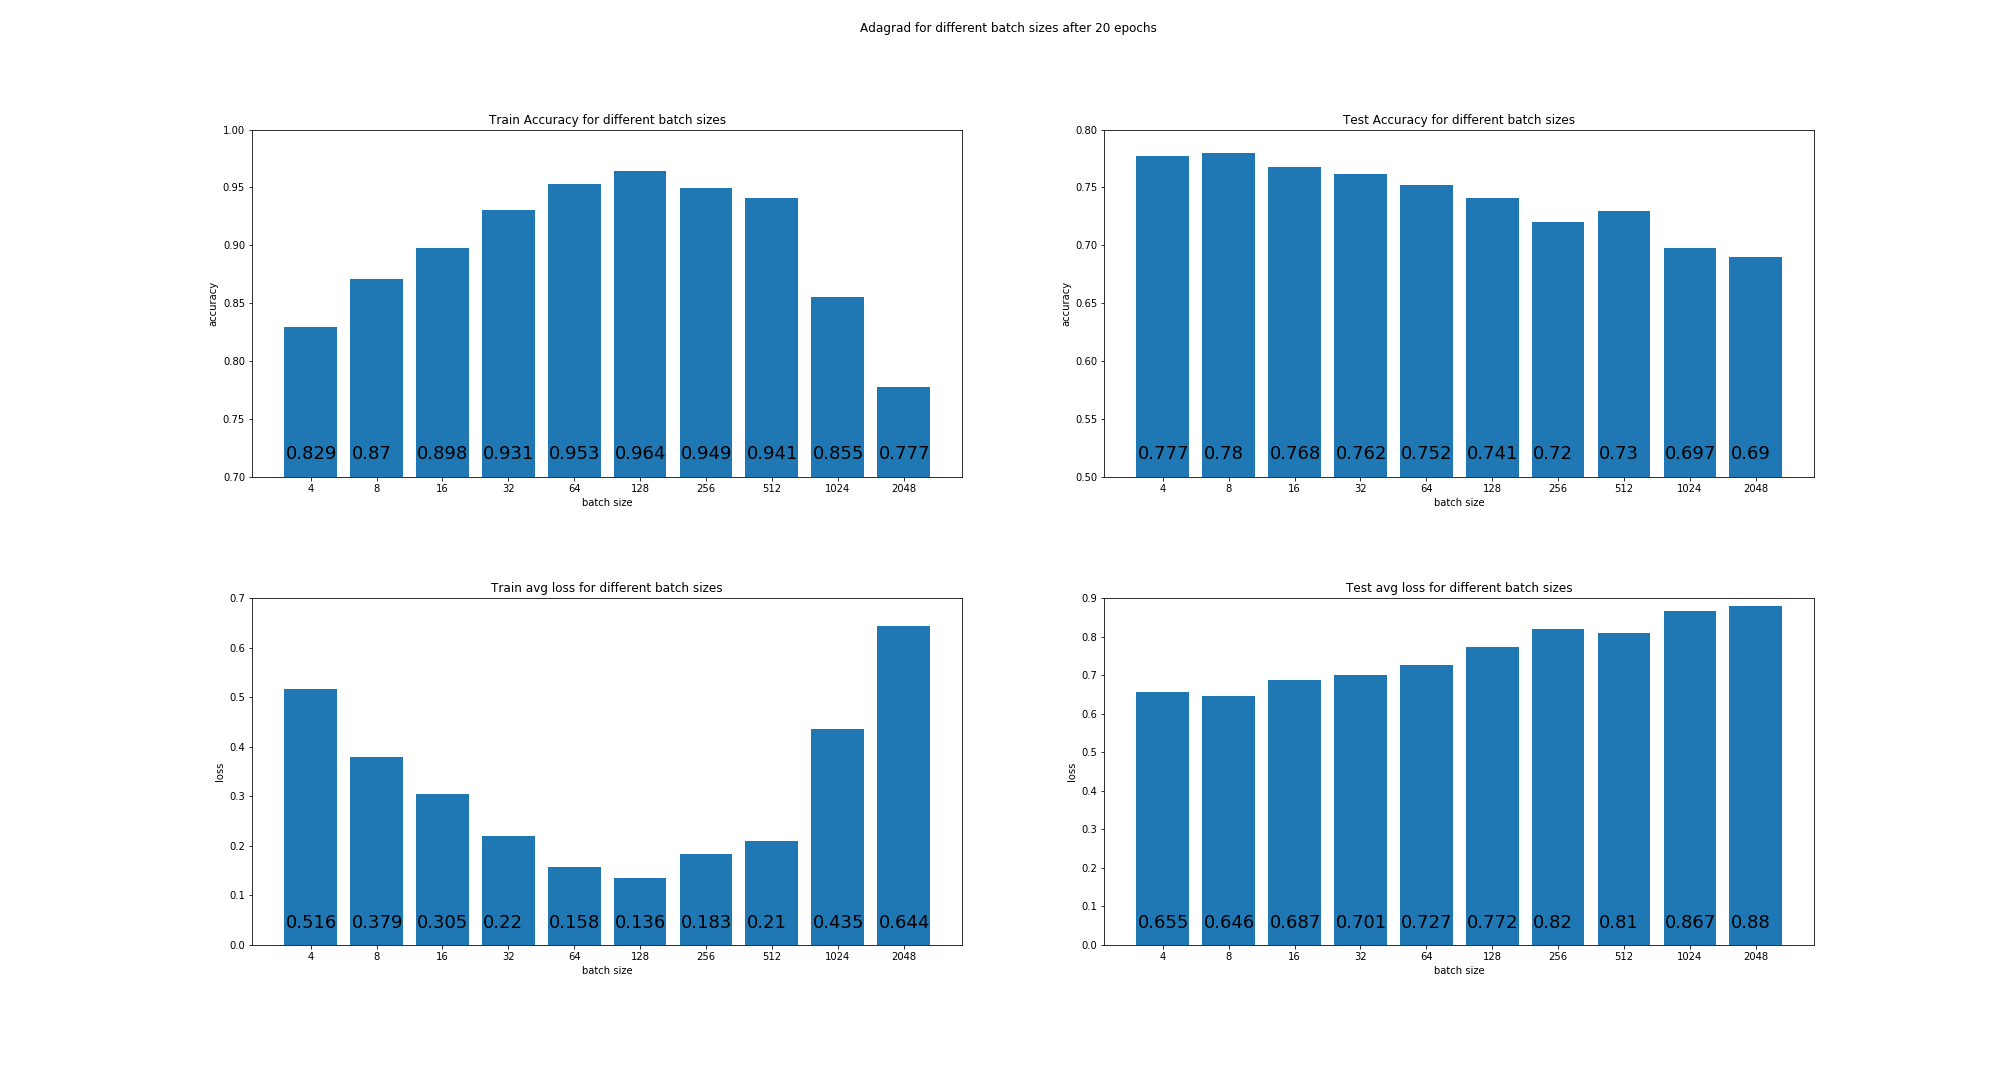 Adagrad for different batch sizes after 20 epochs
Train Accuracy for different batch sizes
1.00
0.95
0.90
0.85
0.80
0.75
0.70
accuracy
0.829 0.87 0.898 0.931 0.953 0.964 0.949 0.941 0.855 0.777
4 8 16 32 64 128 256 512 1024 2048
batch size
Test Accuracy for different batch sizes
0.80
0.75
0.70
0.65
0.60
0.55
0.50
accuracy
0.777 0.78 0.768 0.762 0.752 0.741 0.72 0.73 0.697 0.69
4 8 16 32 64 128 256 512 1024 2048
batch size
Train avg loss for different batch sizes
0.7
0.6
0.5
0.4
0.3
0.2
0.1
0.0
loss
0.516 0.379 0.305 0.22 0.158 0.136 0.183 0.21 0.435 0.644
4 8 16 32 64 128 256 512 1024 2048
batch size
Test avg loss for different batch sizes
0.9
0.8
0.7
0.6
0.5
0.4
0.3
0.2
0.1
0.0
loss
0.655 0.646 0.687 0.701 0.727 0.772 0.82 0.81 0.867 0.88
4 8 16 32 64 128 256 512 1024 2048
batch size